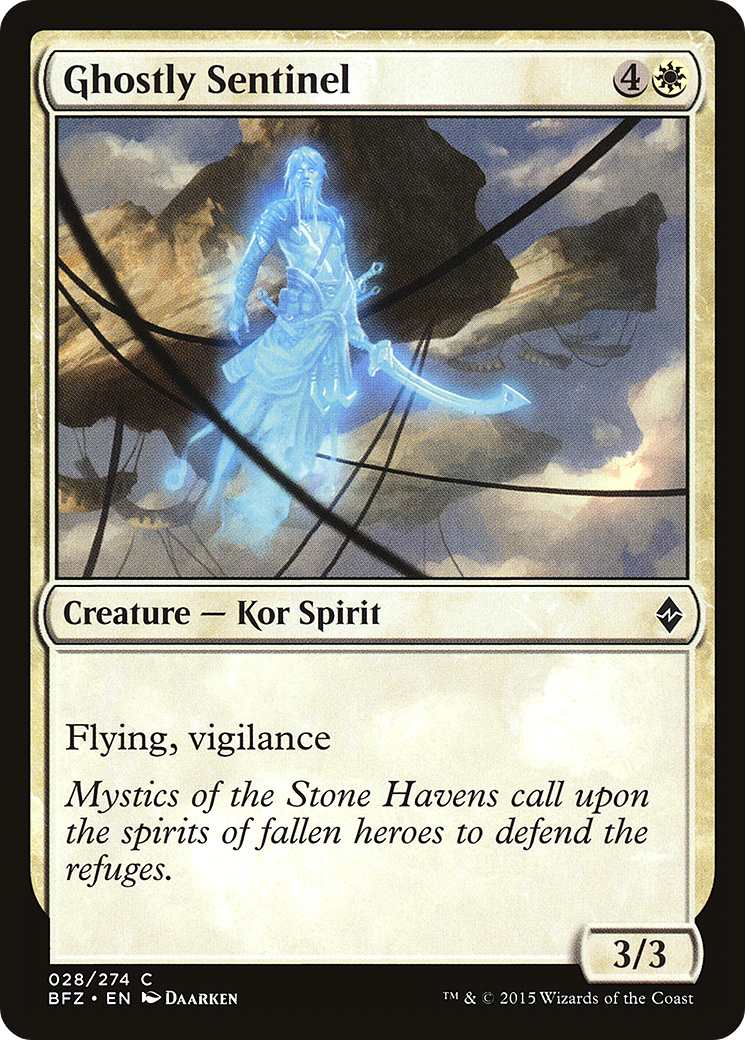 Ghostly Sentinel 4
Creature — Kor Spirit
Flying, vigilance
Mystics of the Stone Havens call upon
the spirits of fallen heroes to defend the
refuges.
3/3
028/274 C
BFZ • EN Daarken
™ & © 2015 Wizards of the Coast